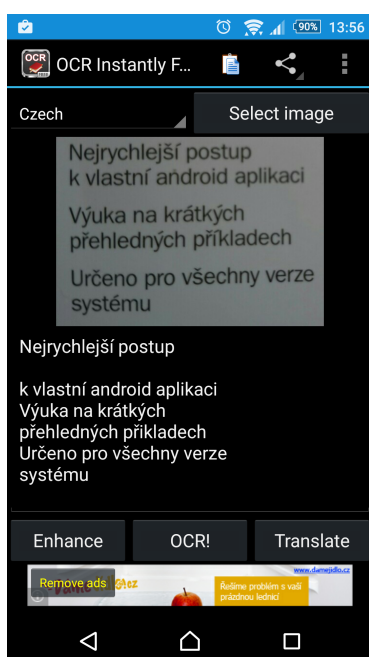 90% 13:56
OCR Instantly F...
Czech
Select image
Nejrychlejší postup
k vlastní android aplikaci
Výuka na krátkých
přehledných příkladech
Určeno pro všechny verze
systému
Nejrychlejší postup
k vlastní android aplikaci
Výuka na krátkých
přehledných přikladech
Určeno pro všechny verze
systému
Enhance
OCR!
Translate
Remove ads
www.damejidlo.cz
Řešíme problém s vaší
prázdnou lednicí